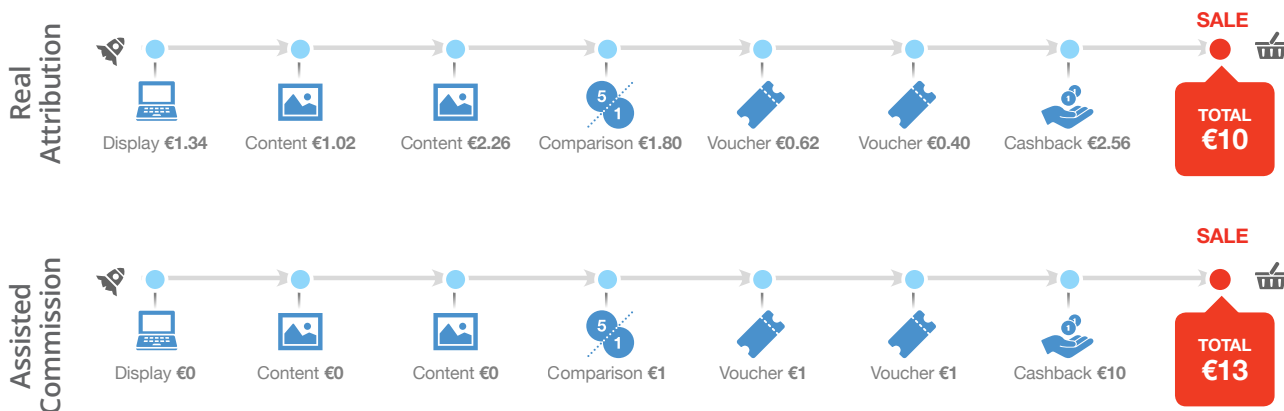 Real
Attribution
SALE
5
1
1
Display €1.34
Content €1.02
Content €2.26
Comparison €1.80
Voucher €0.62
Voucher €0.40
Cashback €2.56
TOTAL
€10
Assisted
Commission
SALE
5
1
1
Display €0
Content €0
Content €0
Comparison €1
Voucher €1
Voucher €1
Cashback €10
TOTAL
€13